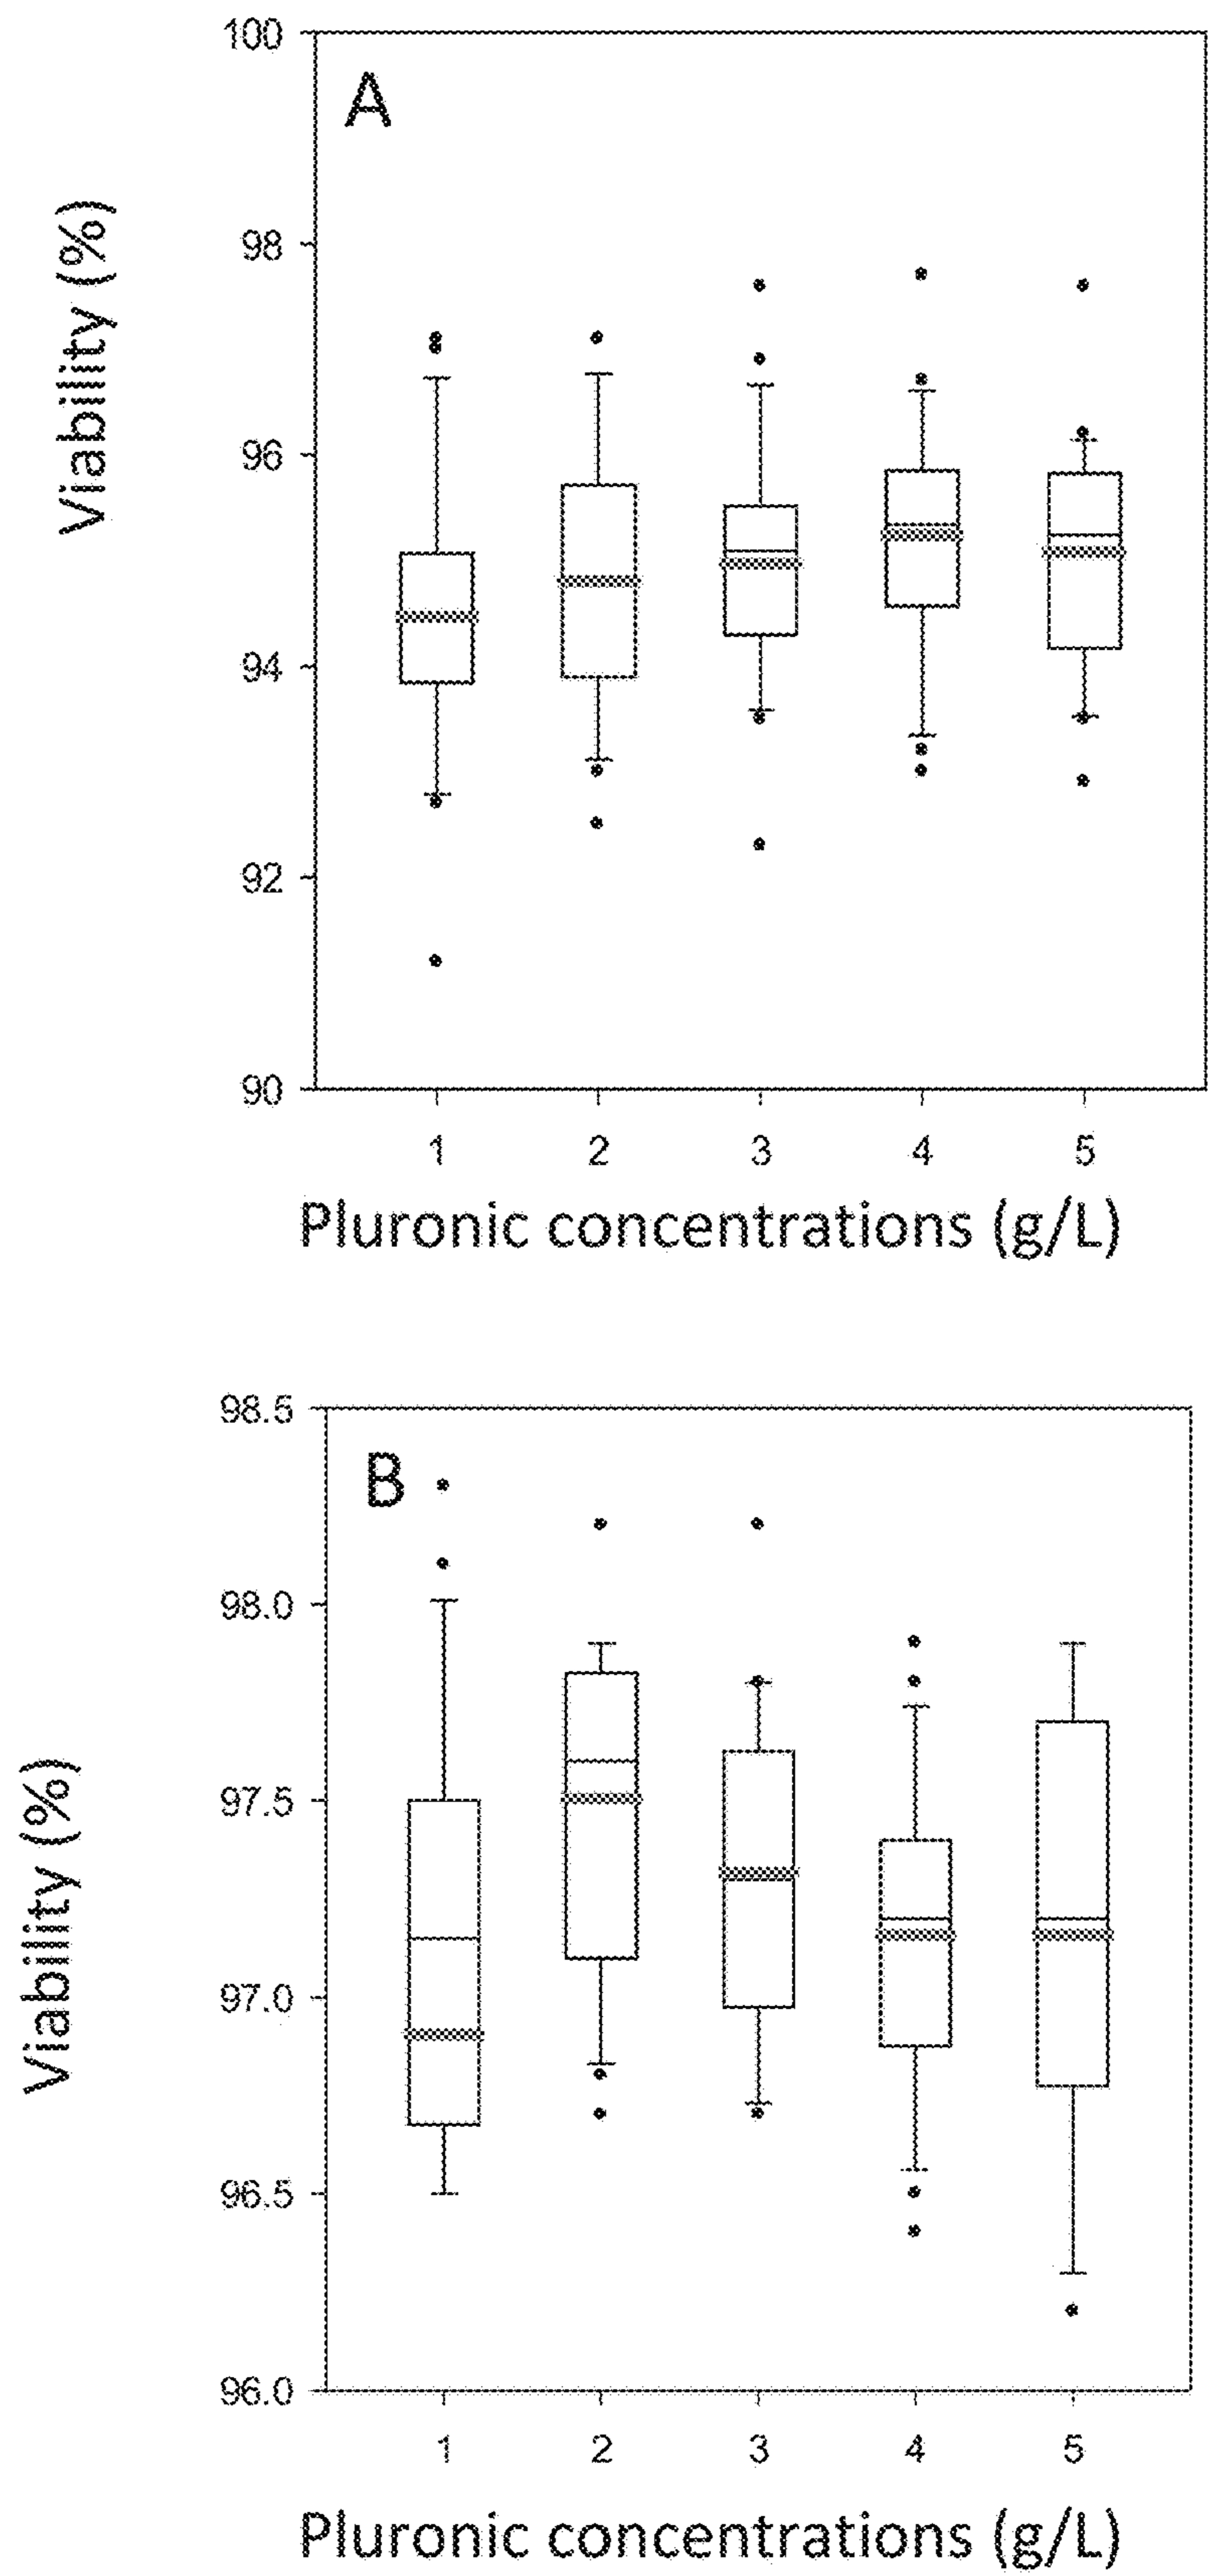 A
Viability (%)
100
98
96
94
92
90
1 2 3 4 5
Pluronic concentrations (g/L)
B
Viability (%)
98.5
98.0
97.5
97.0
96.5
96.0
1 2 3 4 5
Pluronic concentrations (g/L)